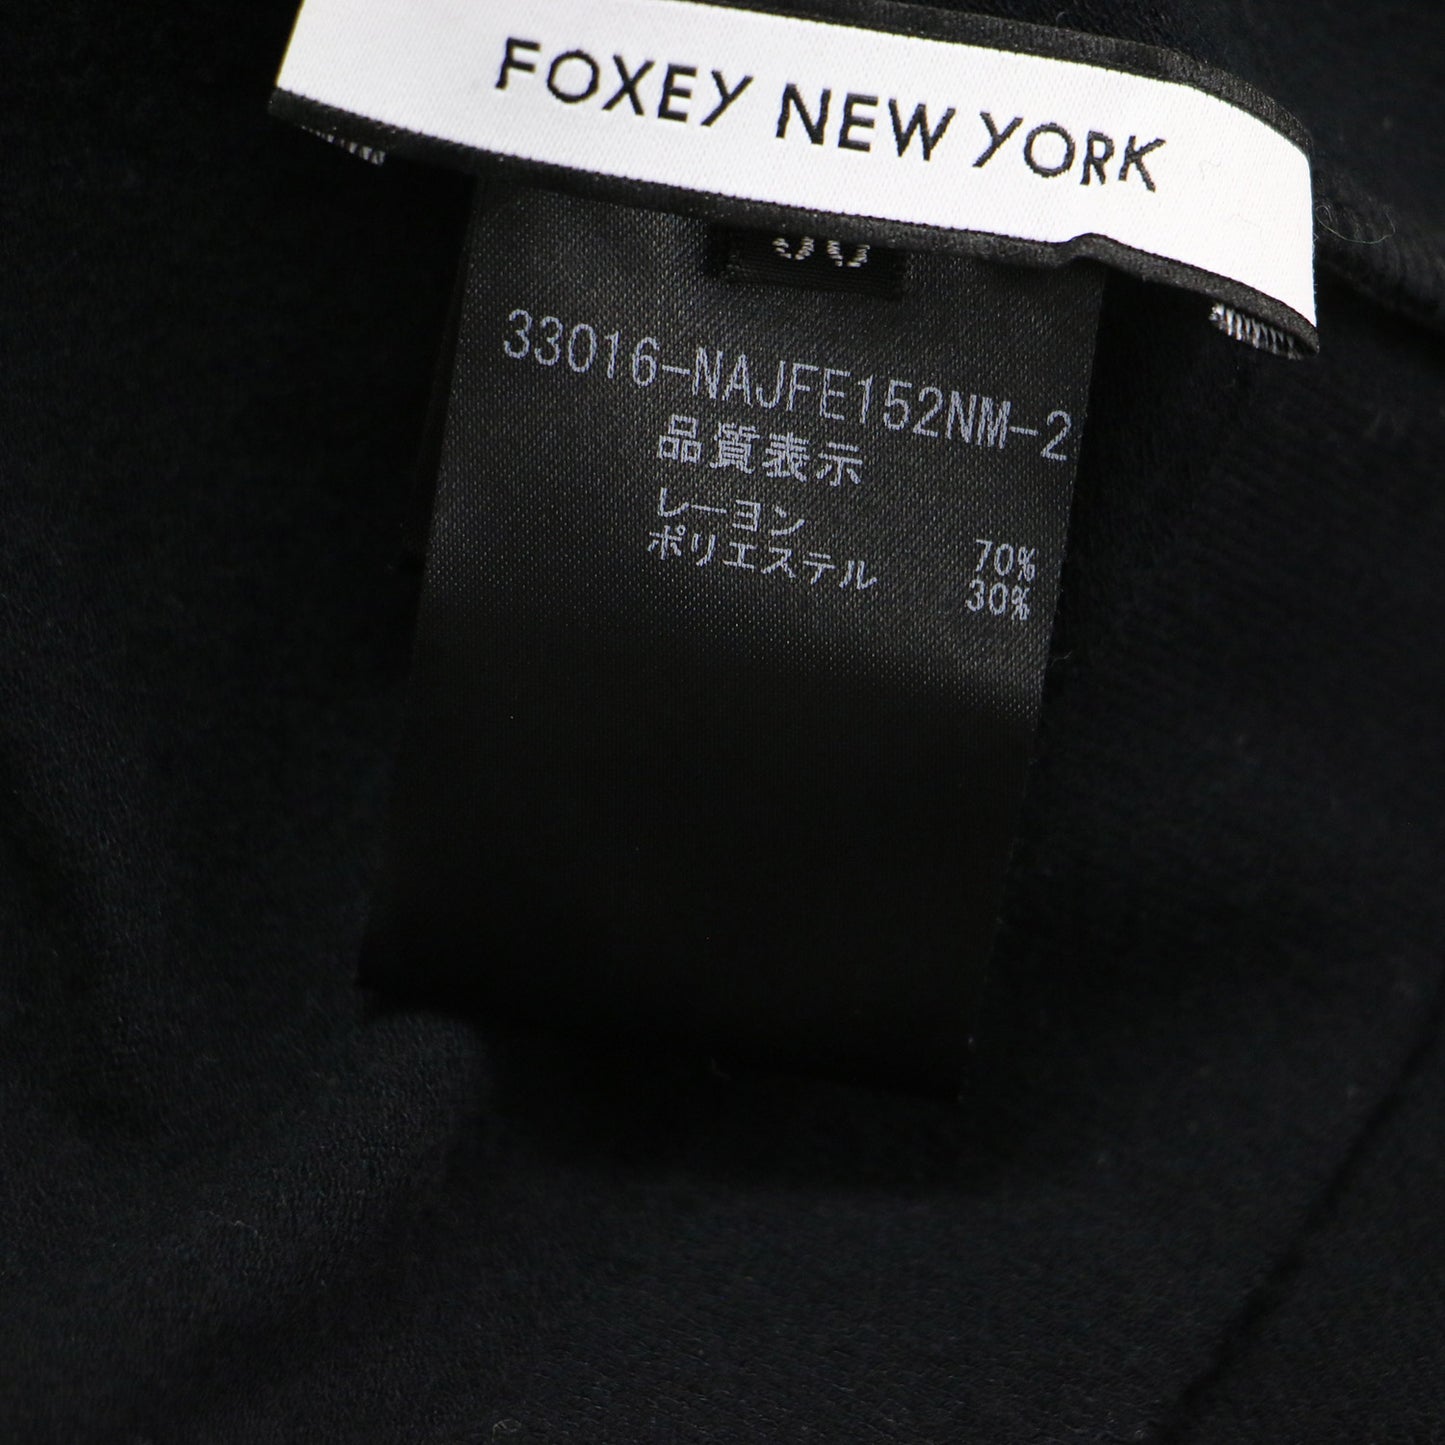 FOXEY NEW YORK
33016-NAJFE152NM-2
品質表示
レーヨン 70%
ポリエステル 30%